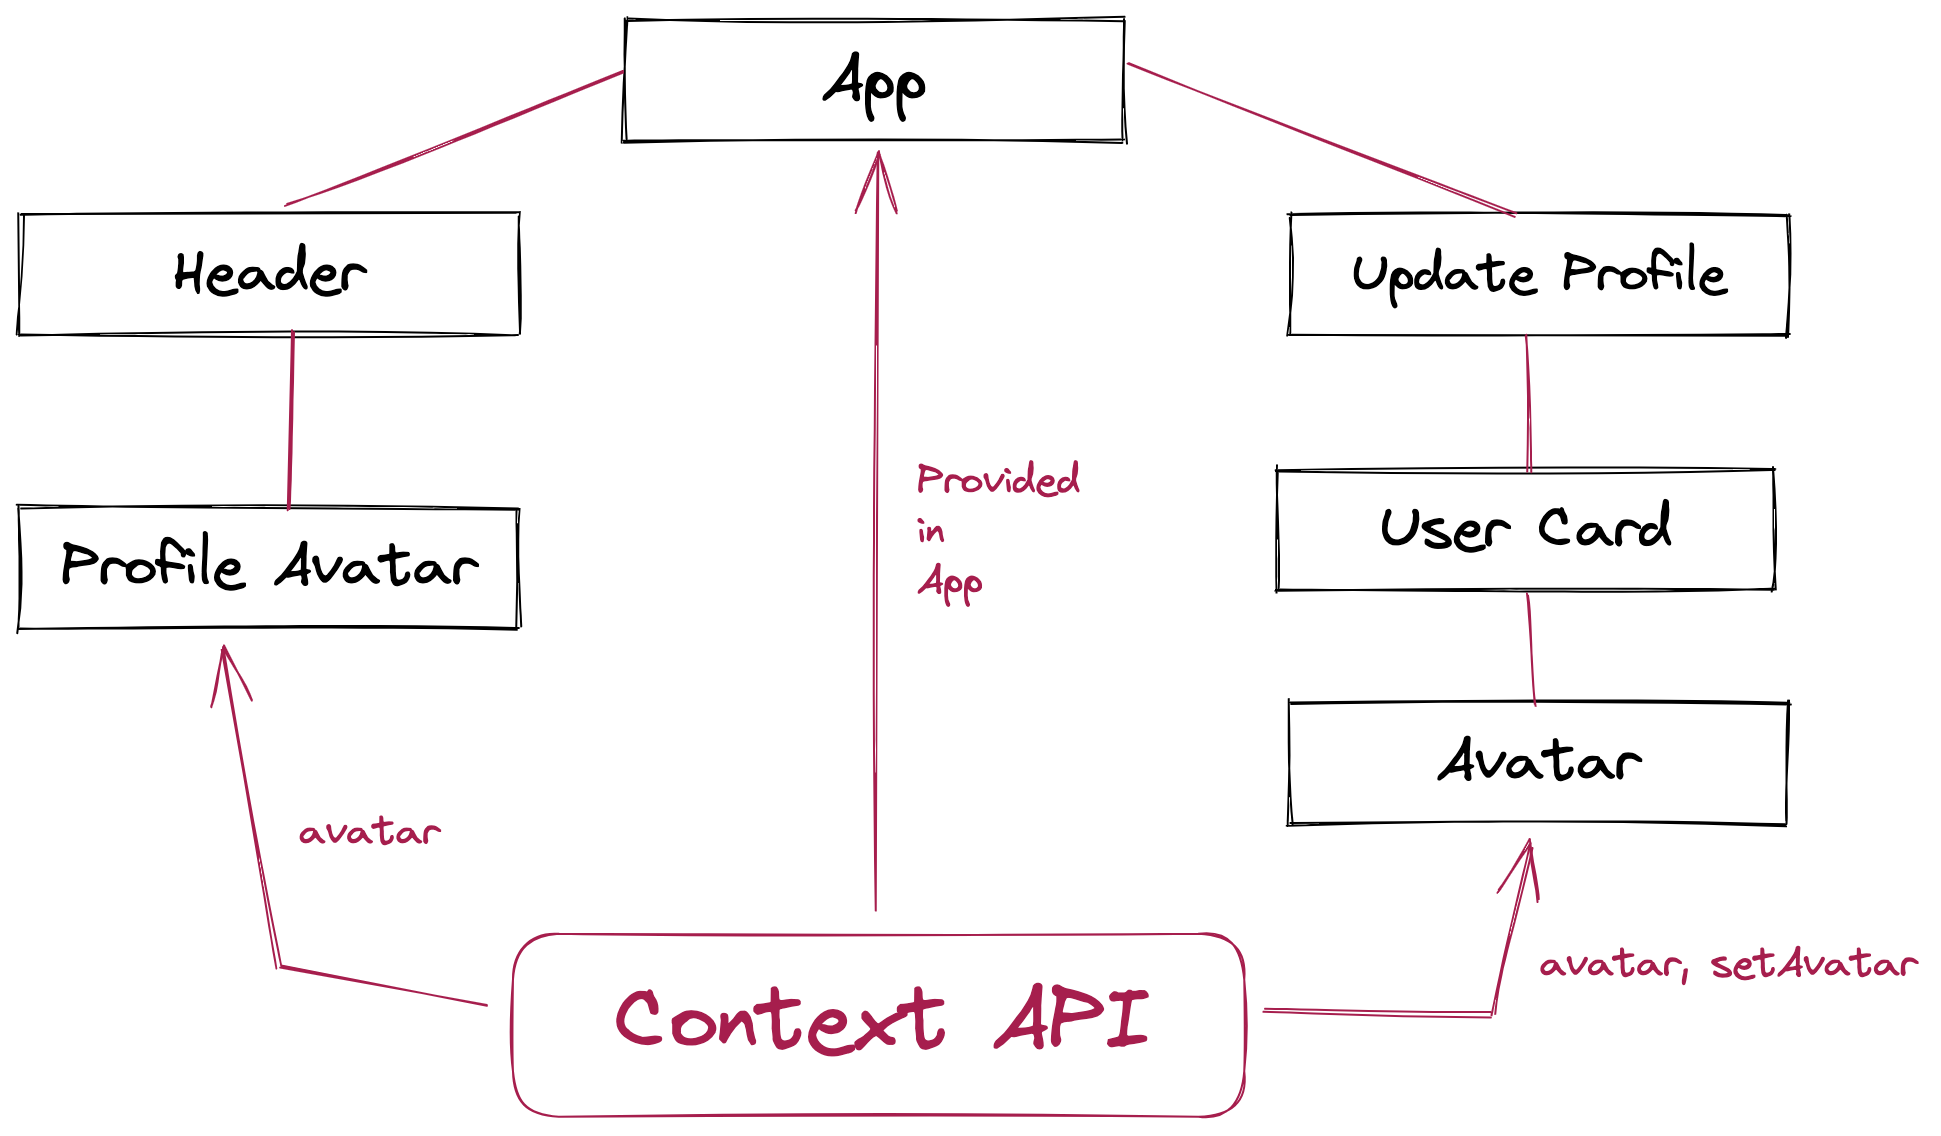 App
Header
Update Profile
Provided
in
App
User Card
Profile Avatar
Avatar
avatar
avatar, setAvatar
Context API